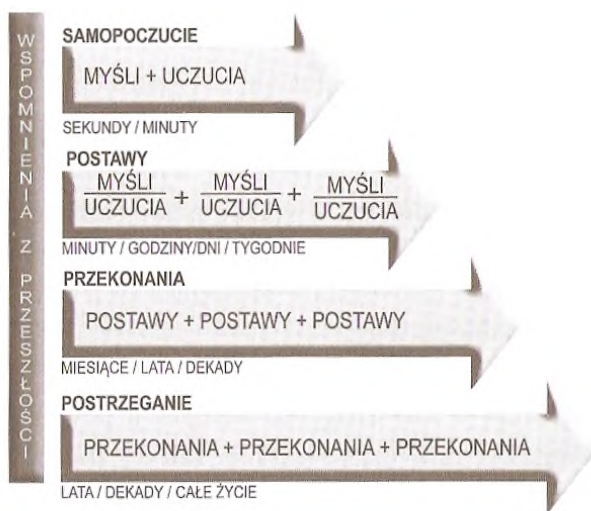 WSPOMNIENIA Z PRZESZŁOŚCI
SAMOPOCZUCIE
MYŚLI + UCZUCIA
SEKUNDY / MINUTY
POSTAWY
MYŚLI MYŚLI MYŚLI
UCZUCIA + UCZUCIA + UCZUCIA
MINUTY / GODZINY/DNI / TYGODNIE
PRZEKONANIA
POSTAWY + POSTAWY + POSTAWY
MIESIĄCE / LATA / DEKADY
POSTRZEGANIE
PRZEKONANIA + PRZEKONANIA + PRZEKONANIA
LATA / DEKADY / CAŁE ŻYCIE